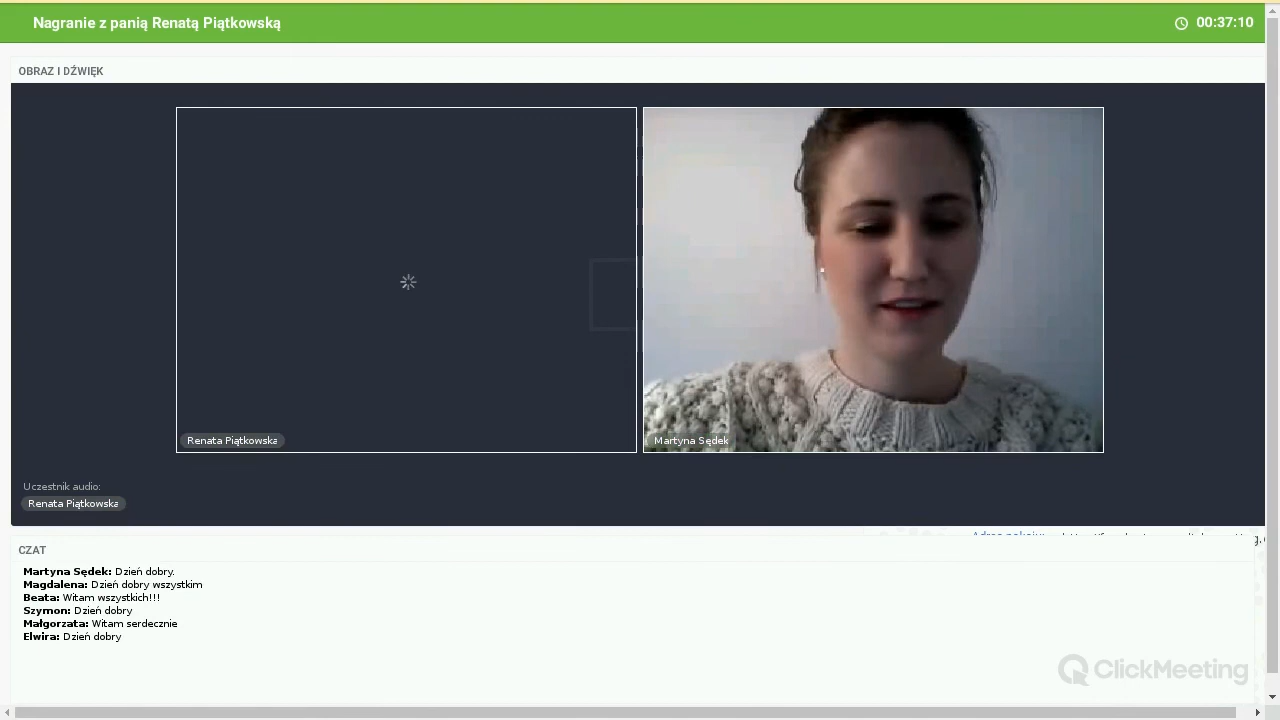 Nagranie z panią Renatą Piątkowską
00:37:10
OBRAZ I DŹWIĘK
Renata Piątkowska
Martyna Sędek
Uczestnik audio:
Renata Piątkowska
CZAT
Martyna Sędek: Dzień dobry.
Magdalena: Dzień dobry wszystkim
Beata: Witam wszystkich!!!
Szymon: Dzień dobry
Małgorzata: Witam serdecznie
Elwira: Dzień dobry
ClickMeeting